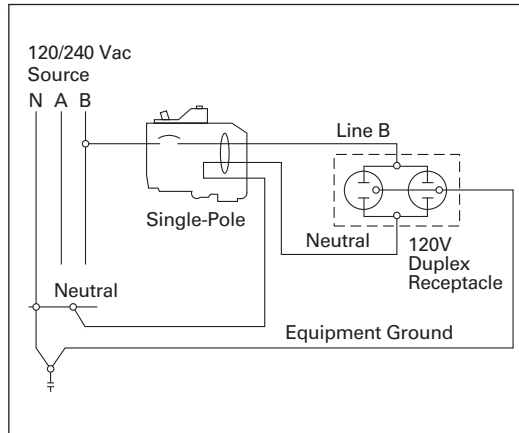 120/240 Vac
Source
N A B
Line B
Single-Pole
Neutral
120V
Duplex
Receptacle
Neutral
Equipment Ground